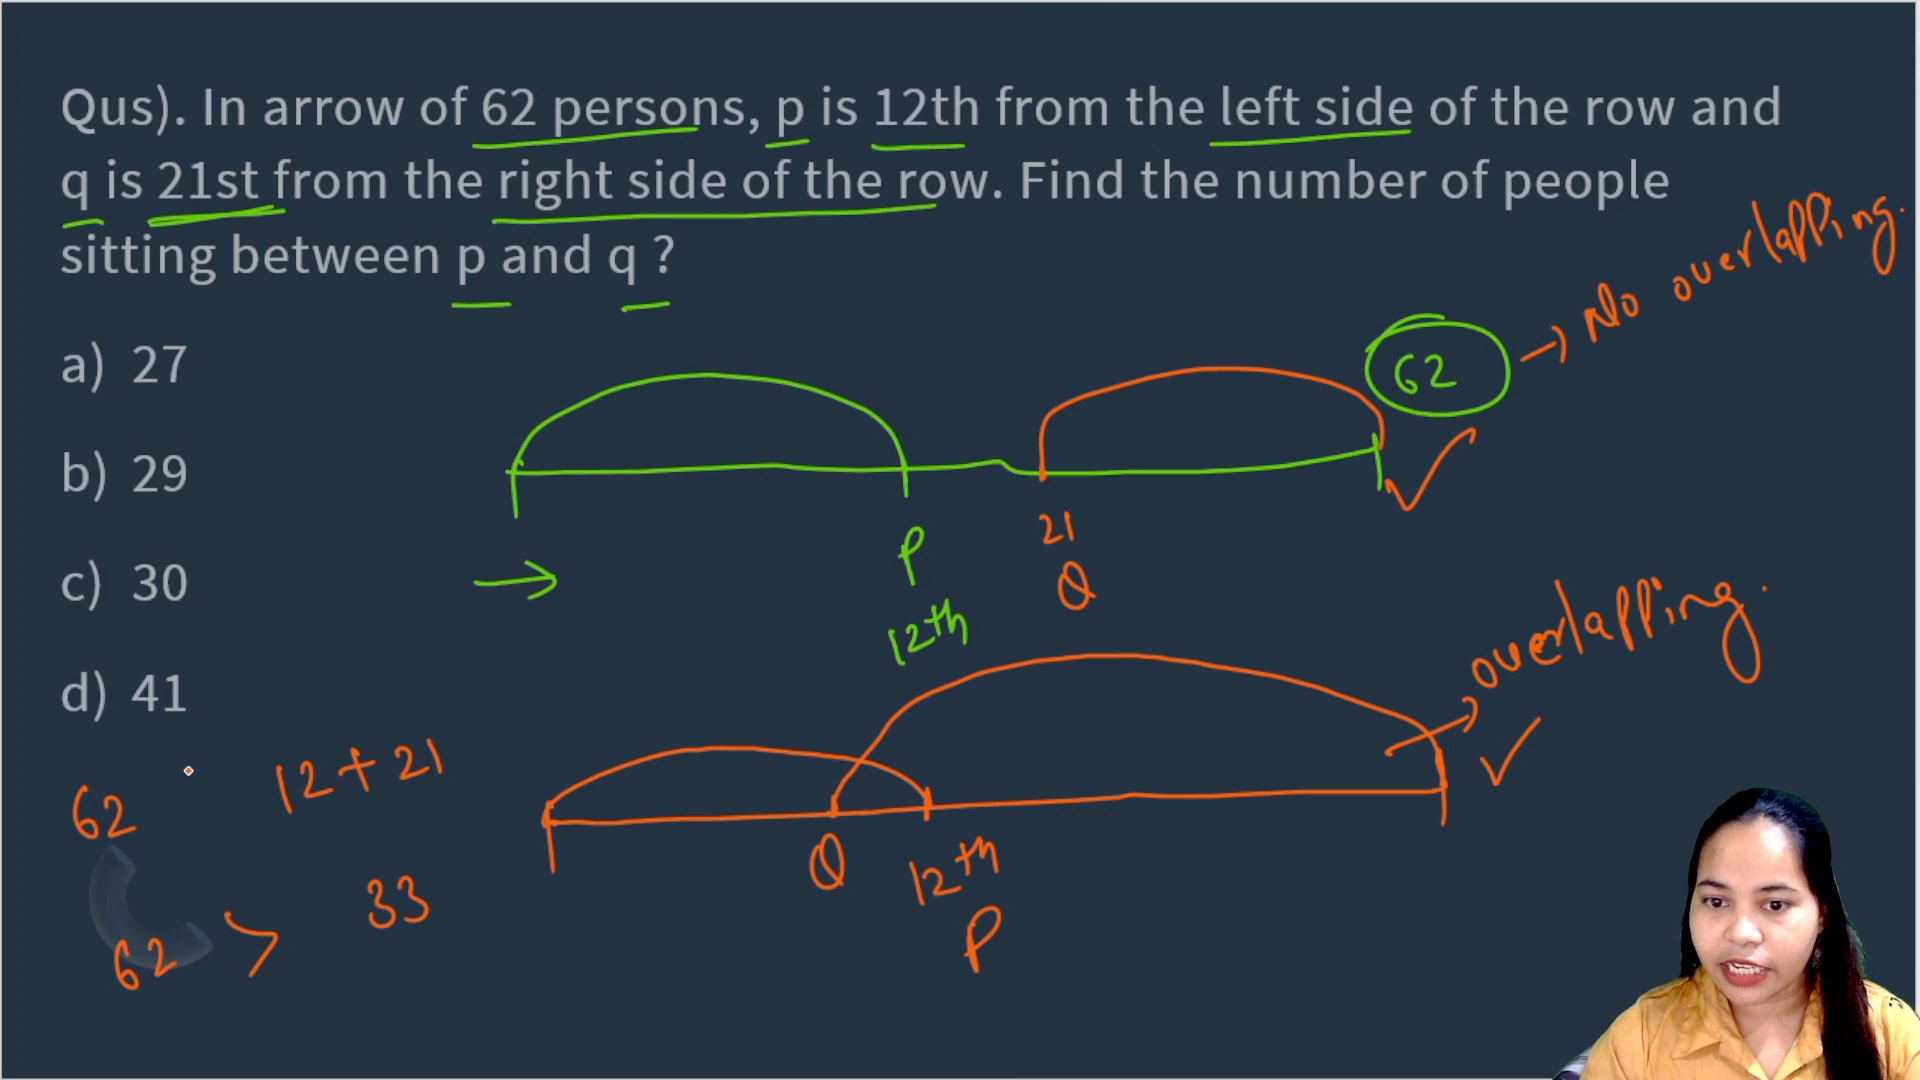 Qus). In arrow of 62 persons, p is 12th from the left side of the row and
q is 21st from the right side of the row. Find the number of people
sitting between p and q ?
No overlapping.
a) 27
62
b) 29
21
P
Q
c) 30
12th
overlapping.
d) 41
12+21
62
Q
12th
33
P
62 >